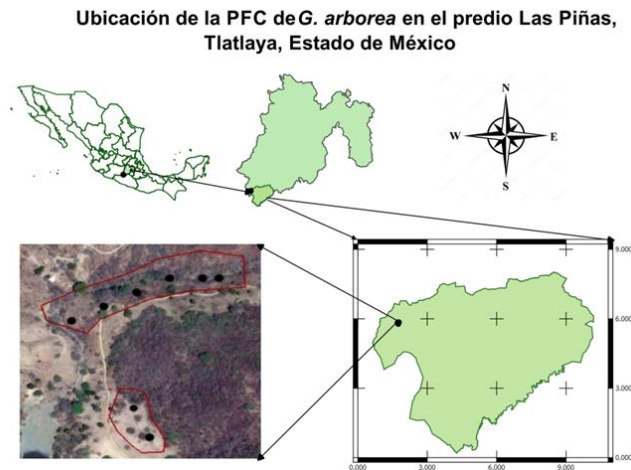 Ubicación de la PFC de G. arborea en el predio Las Piñas,
Tlatlaya, Estado de México
N
W E
S
9.000
6.000
3.000
0.000
0.000 3.000 6.000 9.000